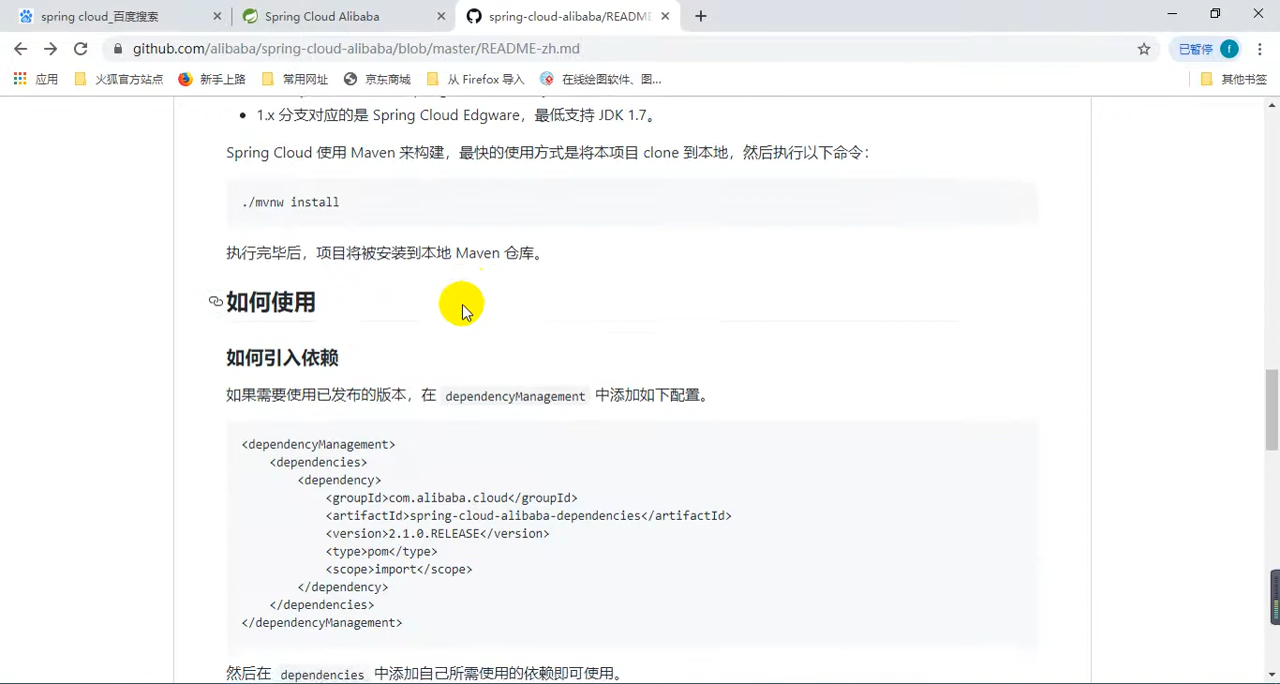 spring cloud_百度搜索
Spring Cloud Alibaba
spring-cloud-alibaba/README
github.com/alibaba/spring-cloud-alibaba/blob/master/README-zh.md
已暂停
f
应用
火狐官方站点
新手上路
常用网址
京东商城
从 Firefox 导入
在线绘图软件、图...
其他书签
1.x 分支对应的是 Spring Cloud Edgware，最低支持 JDK 1.7。
Spring Cloud 使用 Maven 来构建，最快的使用方式是将本项目 clone 到本地，然后执行以下命令：
./mvnw install
执行完毕后，项目将被安装到本地 Maven 仓库。
如何使用
如何引入依赖
如果需要使用已发布的版本，在 dependencyManagement 中添加如下配置。
<dependencyManagement>
<dependencies>
<dependency>
<groupId>com.alibaba.cloud</groupId>
<artifactId>spring-cloud-alibaba-dependencies</artifactId>
<version>2.1.0.RELEASE</version>
<type>pom</type>
<scope>import</scope>
</dependency>
</dependencies>
</dependencyManagement>
然后在 dependencies 中添加自己所需使用的依赖即可使用。